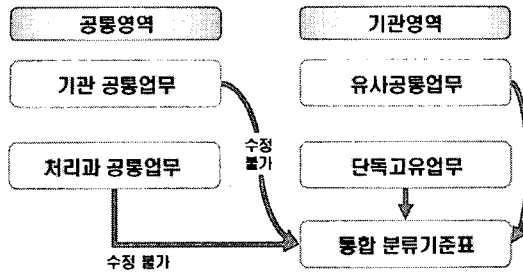 공통영역
기관영역
기관 공통업무
유사공통업무
수정
불가
처리과 공통업무
단독고유업무
통합 분류기준표
수정 불가